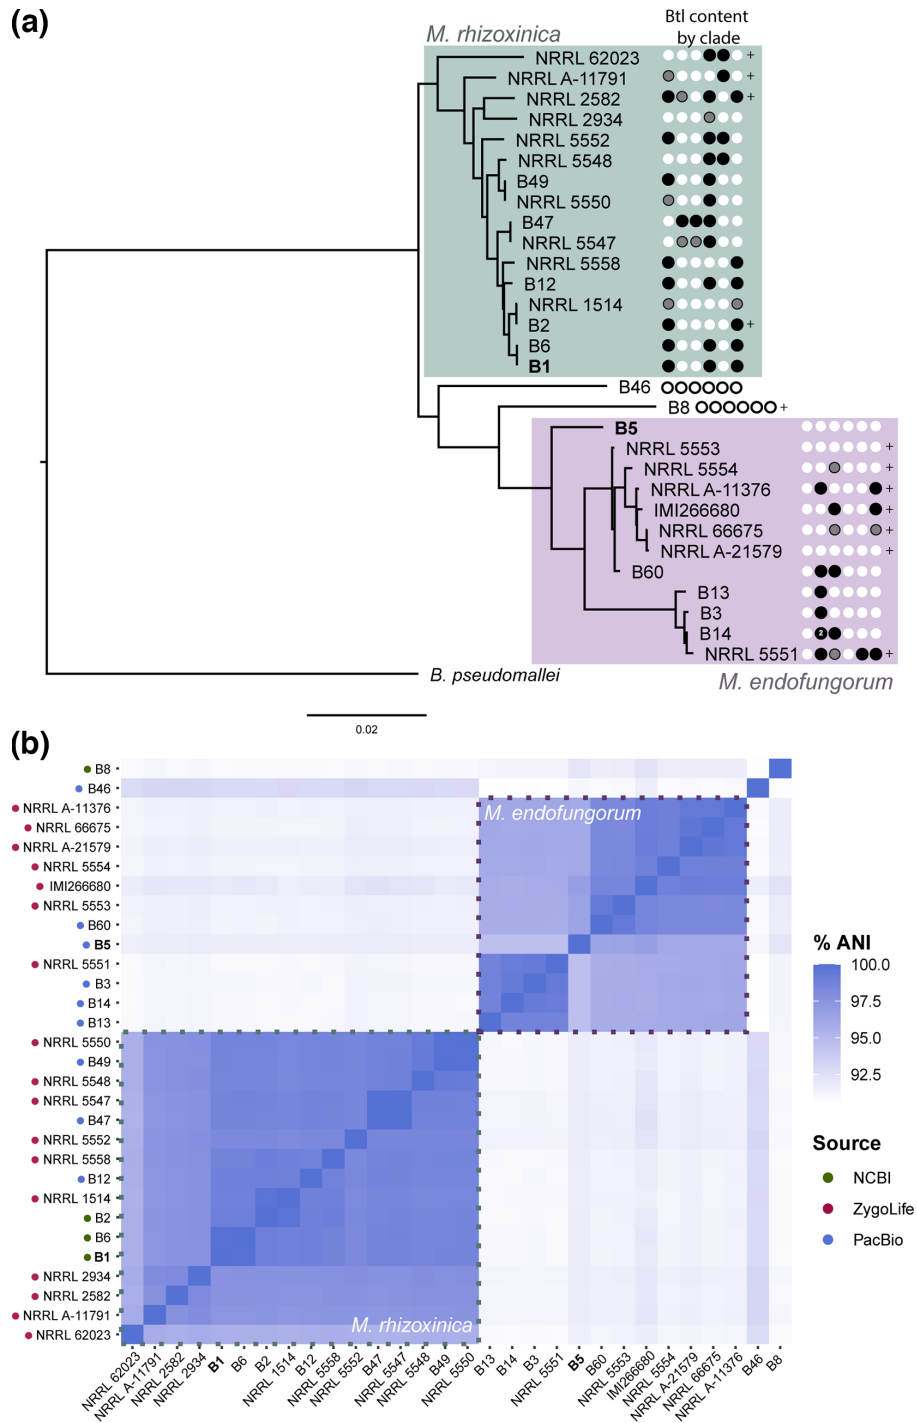 (a)
Btl content
by clade
M. rhizoxinica
NRRL 62023 +
NRRL A-11791 +
NRRL 2582 +
NRRL 2934
NRRL 5552
NRRL 5548
B49
NRRL 5550
B47
NRRL 5547
NRRL 5558
B12
NRRL 1514
B2 +
B6
B1
B46
B8 +
B5
NRRL 5553 +
NRRL 5554 +
NRRL A-11376 +
IMI266680 +
NRRL 66675 +
NRRL A-21579 +
B60
B13
B3
B14 2
NRRL 5551 +
B. pseudomallei
M. endofungorum
0.02
(b)
B8
B46
NRRL A-11376
NRRL 66675
NRRL A-21579
NRRL 5554
IMI266680
NRRL 5553
B60
B5
NRRL 5551
B3
B14
B13
NRRL 5550
B49
NRRL 5548
NRRL 5547
B47
NRRL 5552
NRRL 5558
B12
NRRL 1514
B2
B6
B1
NRRL 2934
NRRL 2582
NRRL A-11791
NRRL 62023
M. endofungorum
M. rhizoxinica
NRRL 62023
NRRL A-11791
NRRL 2582
NRRL 2934
B1
B6
B2
NRRL 1514
B12
NRRL 5558
NRRL 5552
B47
NRRL 5547
NRRL 5548
B49
NRRL 5550
B13
B14
B3
NRRL 5551
B5
B60
NRRL 5553
IMI266680
NRRL 5554
NRRL A-21579
NRRL 66675
NRRL A-11376
B46
B8
% ANI
100.0
97.5
95.0
92.5
Source
NCBI
ZygoLife
PacBio